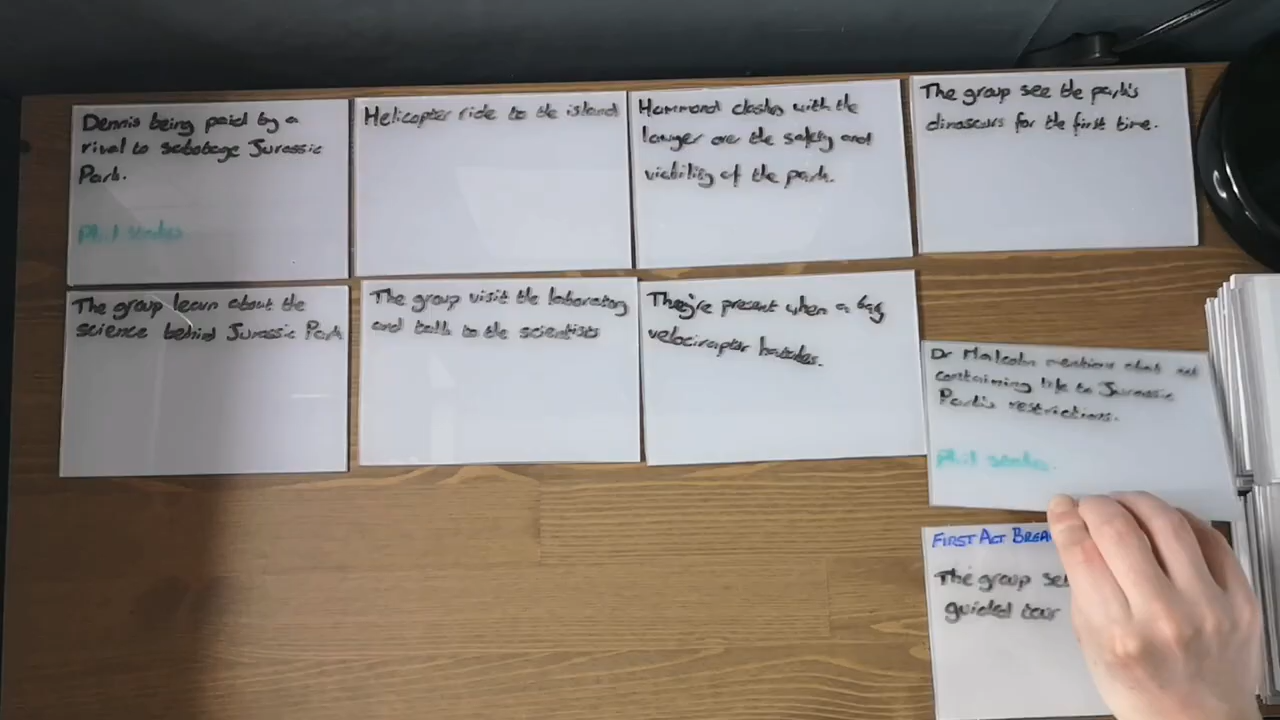 Dennis being paid by a
rival to sabotage Jurassic
Park.
Phil Seeks
Helicopter ride to the island
Hammond clashes with the
lawyer over the safety and
viability of the park.
The group see the park's
dinosaurs for the first time.
The group learn about the
science behind Jurassic Park
The group visit the laboratory
and talk to the scientists
They're present when a
velociraptor hatches.
Dr Malcolm mentions about not
containing life to Jurassic
Park's restrictions.
FIRST ACT BREA
The group se
guided tour